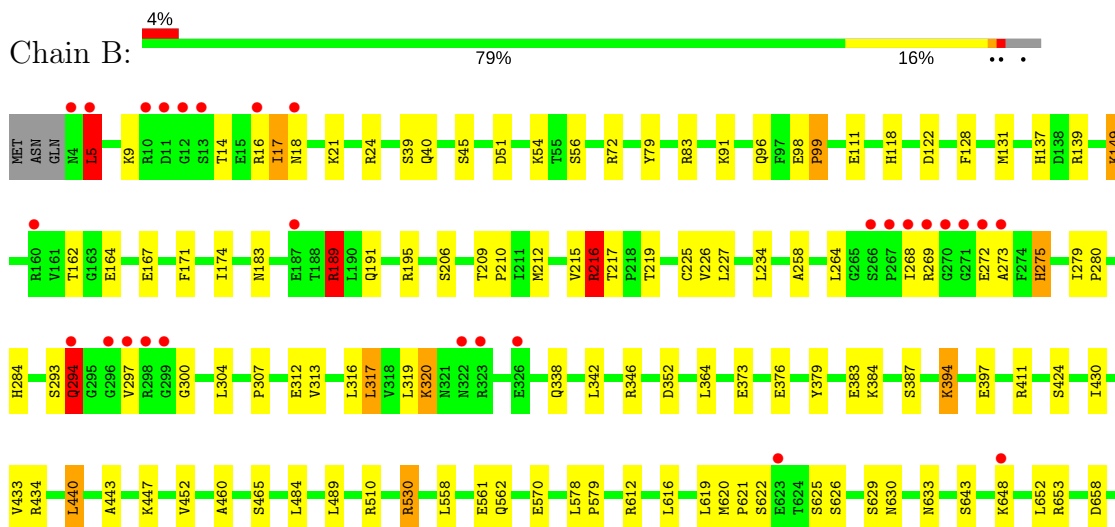 4%
Chain B:
79% 16% • • •
MET ASN GLN N4 L5 K9 R10 D11 G12 S13 T14 E15 R16 I17 N18 K21 R24 S39 Q40 S45 D51 K54 T55 S56 R72 Y79 R83 K91 Q96 F97 E98 P99 E111 H118 D122 F128 M131 H137 D138 R139 K149
R160 V161 T162 G163 E164 E167 F171 I174 N183 E187 T188 R189 L190 Q191 R195 S206 T209 P210 I211 M212 V215 R216 T217 P218 T219 C225 V226 L227 L234 A258 L264 G265 S266 P267 I268 R269 G270 G271 E272 A273 F274 H275 I279 P280
H284 S293 Q294 G295 G296 V297 R298 G299 G300 L304 P307 E312 V313 L316 L317 V318 L319 K320 N321 N322 R323 E326 Q338 L342 R346 D352 L364 E373 E376 Y379 E383 K384 S387 K394 E397 R411 S424 I430
V433 R434 L440 A443 K447 V452 A460 S465 L484 L489 R510 R530 L558 E561 Q562 E570 L578 P579 R612 L616 L619 M620 P621 S622 E623 T624 S625 S626 S629 N630 N633 S643 K648 L652 R653 D658